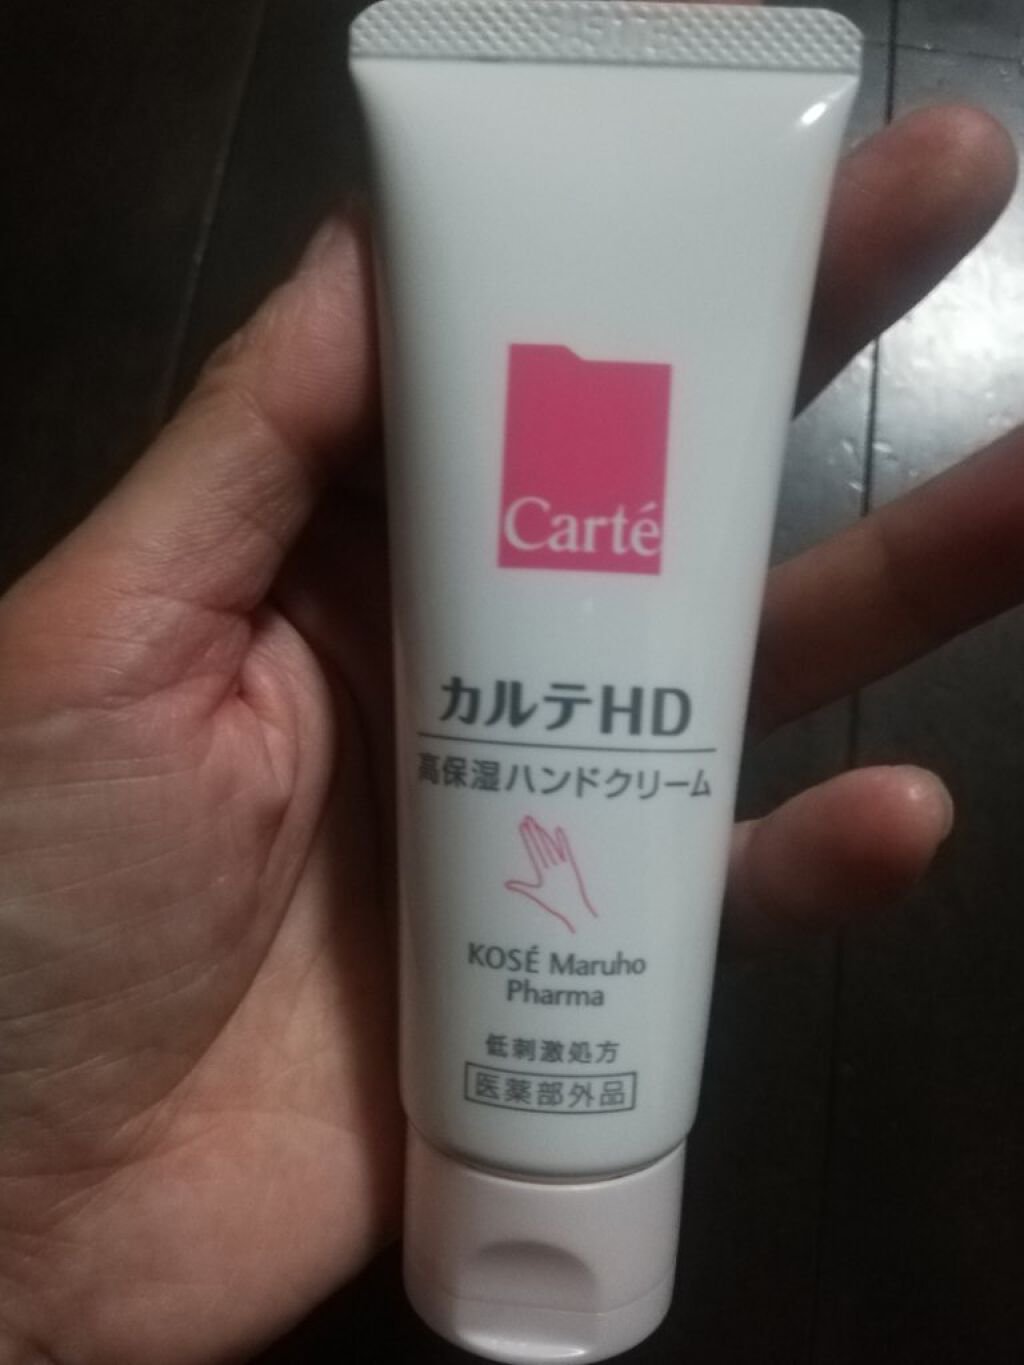 Carté
カルテHD
高保湿ハンドクリーム
KOSÉ Maruho
Pharma
低刺激処方
医薬部外品